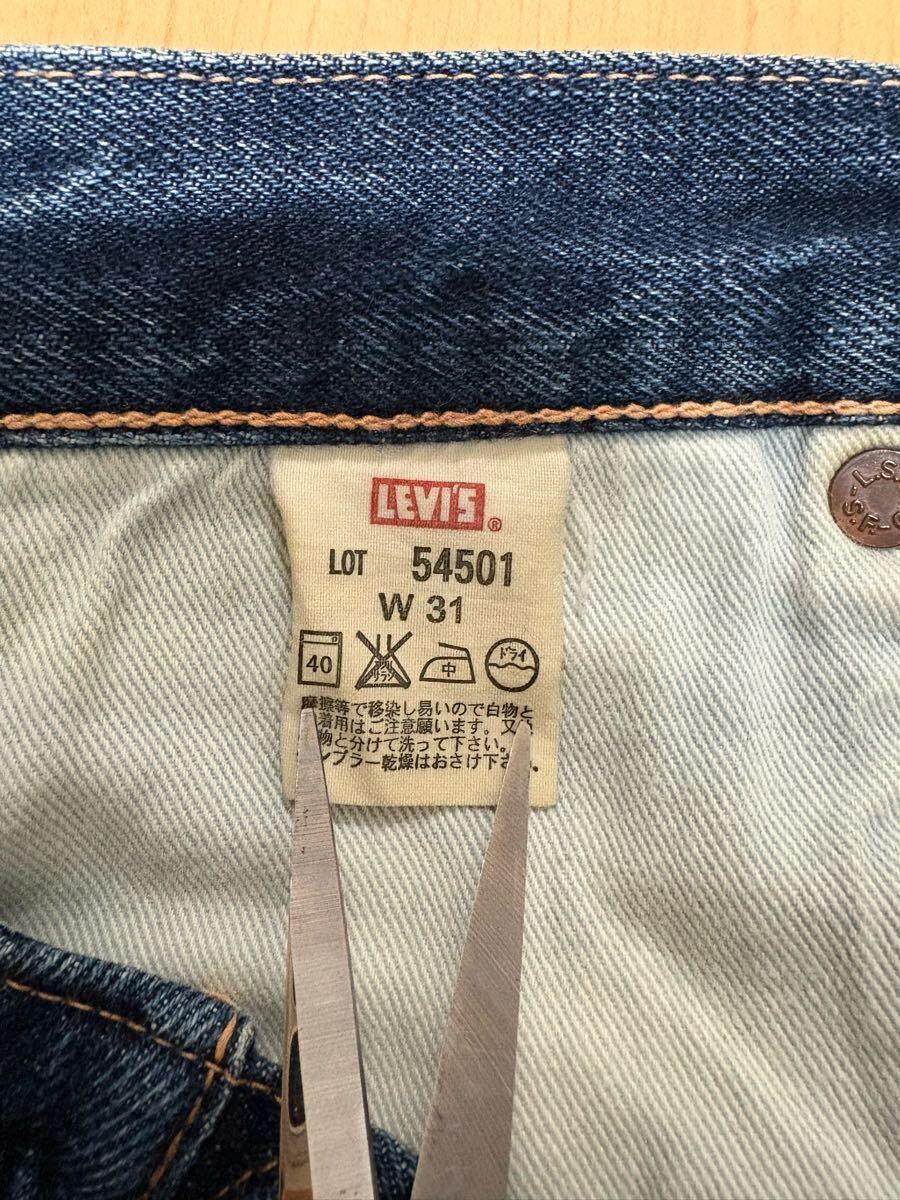 LEVI'S®
LOT 54501
W 31
40 中 ドライ
摩擦等で移染し易いので白物と
着用はご注意願います。又
物と分けて洗って下さい。
ンブラー乾燥はおさけ下さい
-L.S.
-S.F.